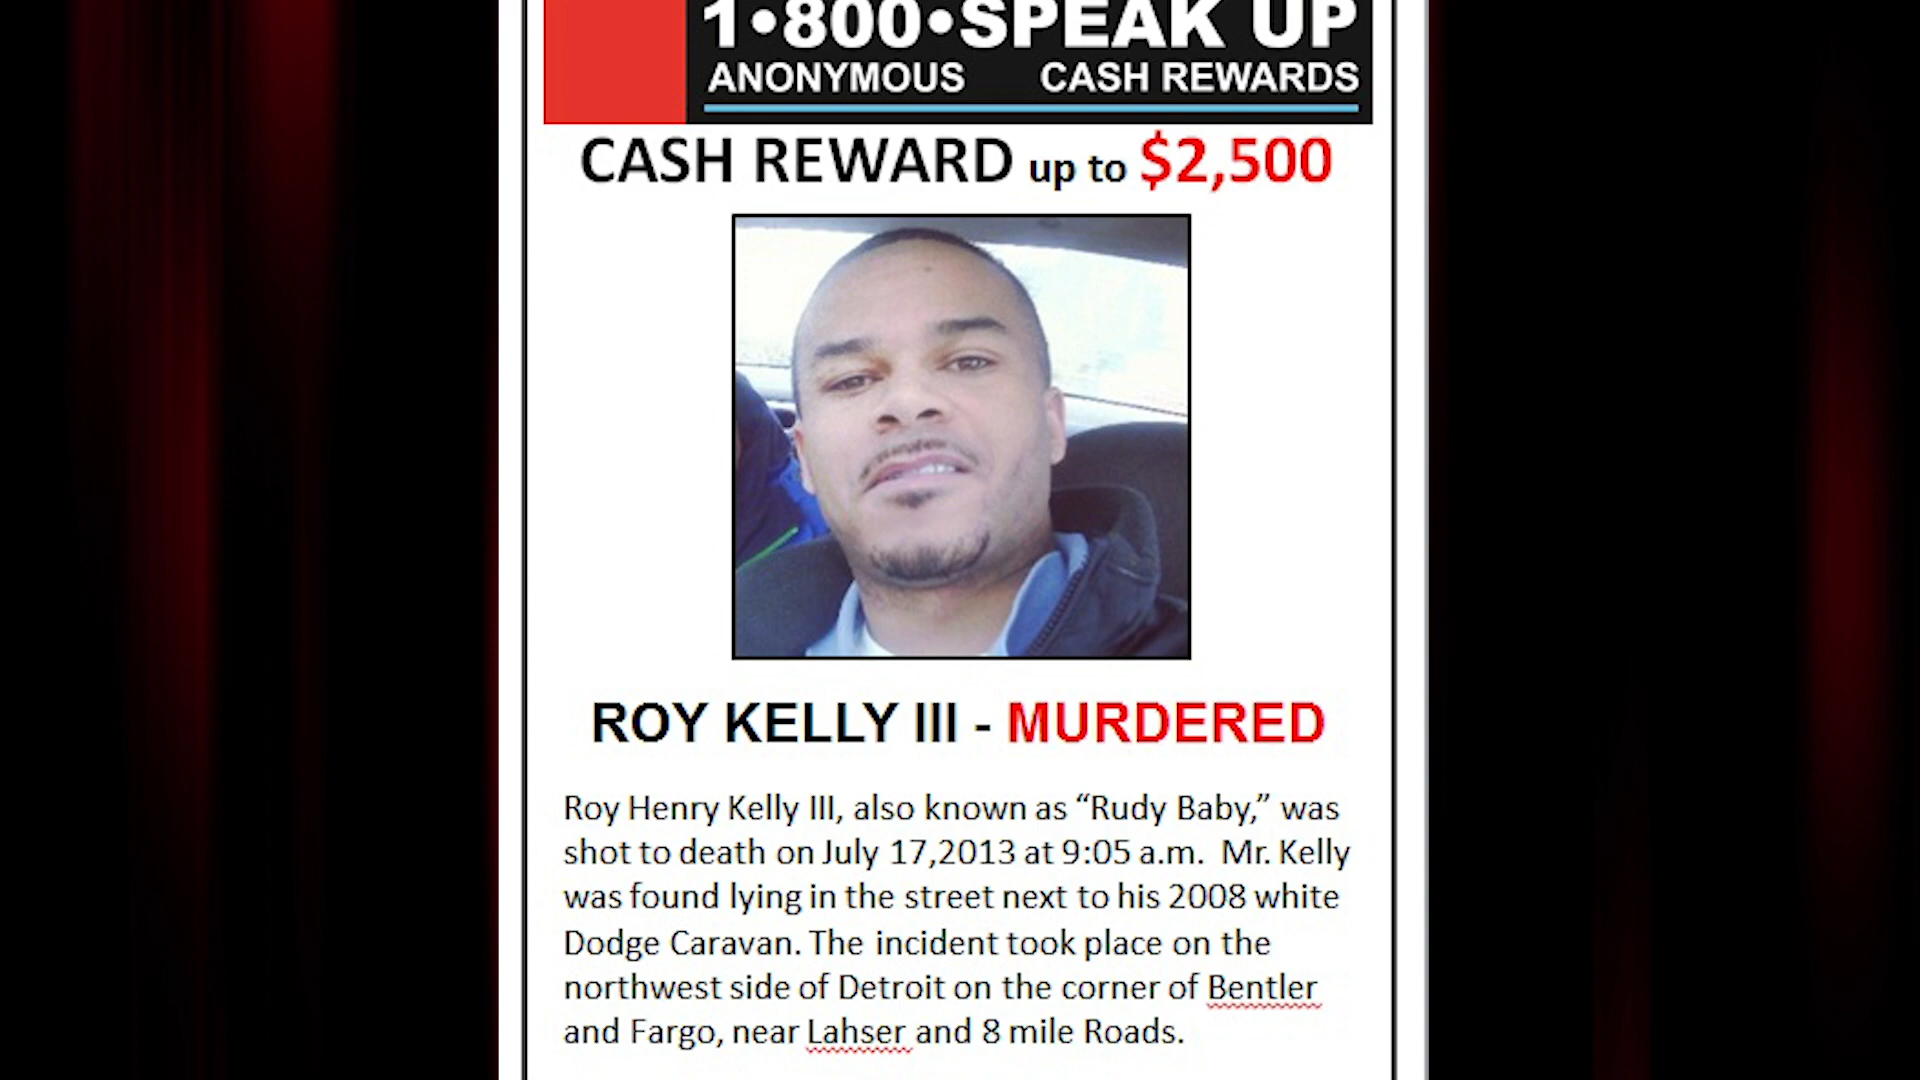 1•800•SPEAK UP
ANONYMOUS CASH REWARDS
CASH REWARD up to $2,500
ROY KELLY III - MURDERED
Roy Henry Kelly III, also known as “Rudy Baby,” was
shot to death on July 17,2013 at 9:05 a.m. Mr. Kelly
was found lying in the street next to his 2008 white
Dodge Caravan. The incident took place on the
northwest side of Detroit on the corner of Bentler
and Fargo, near Lahser and 8 mile Roads.